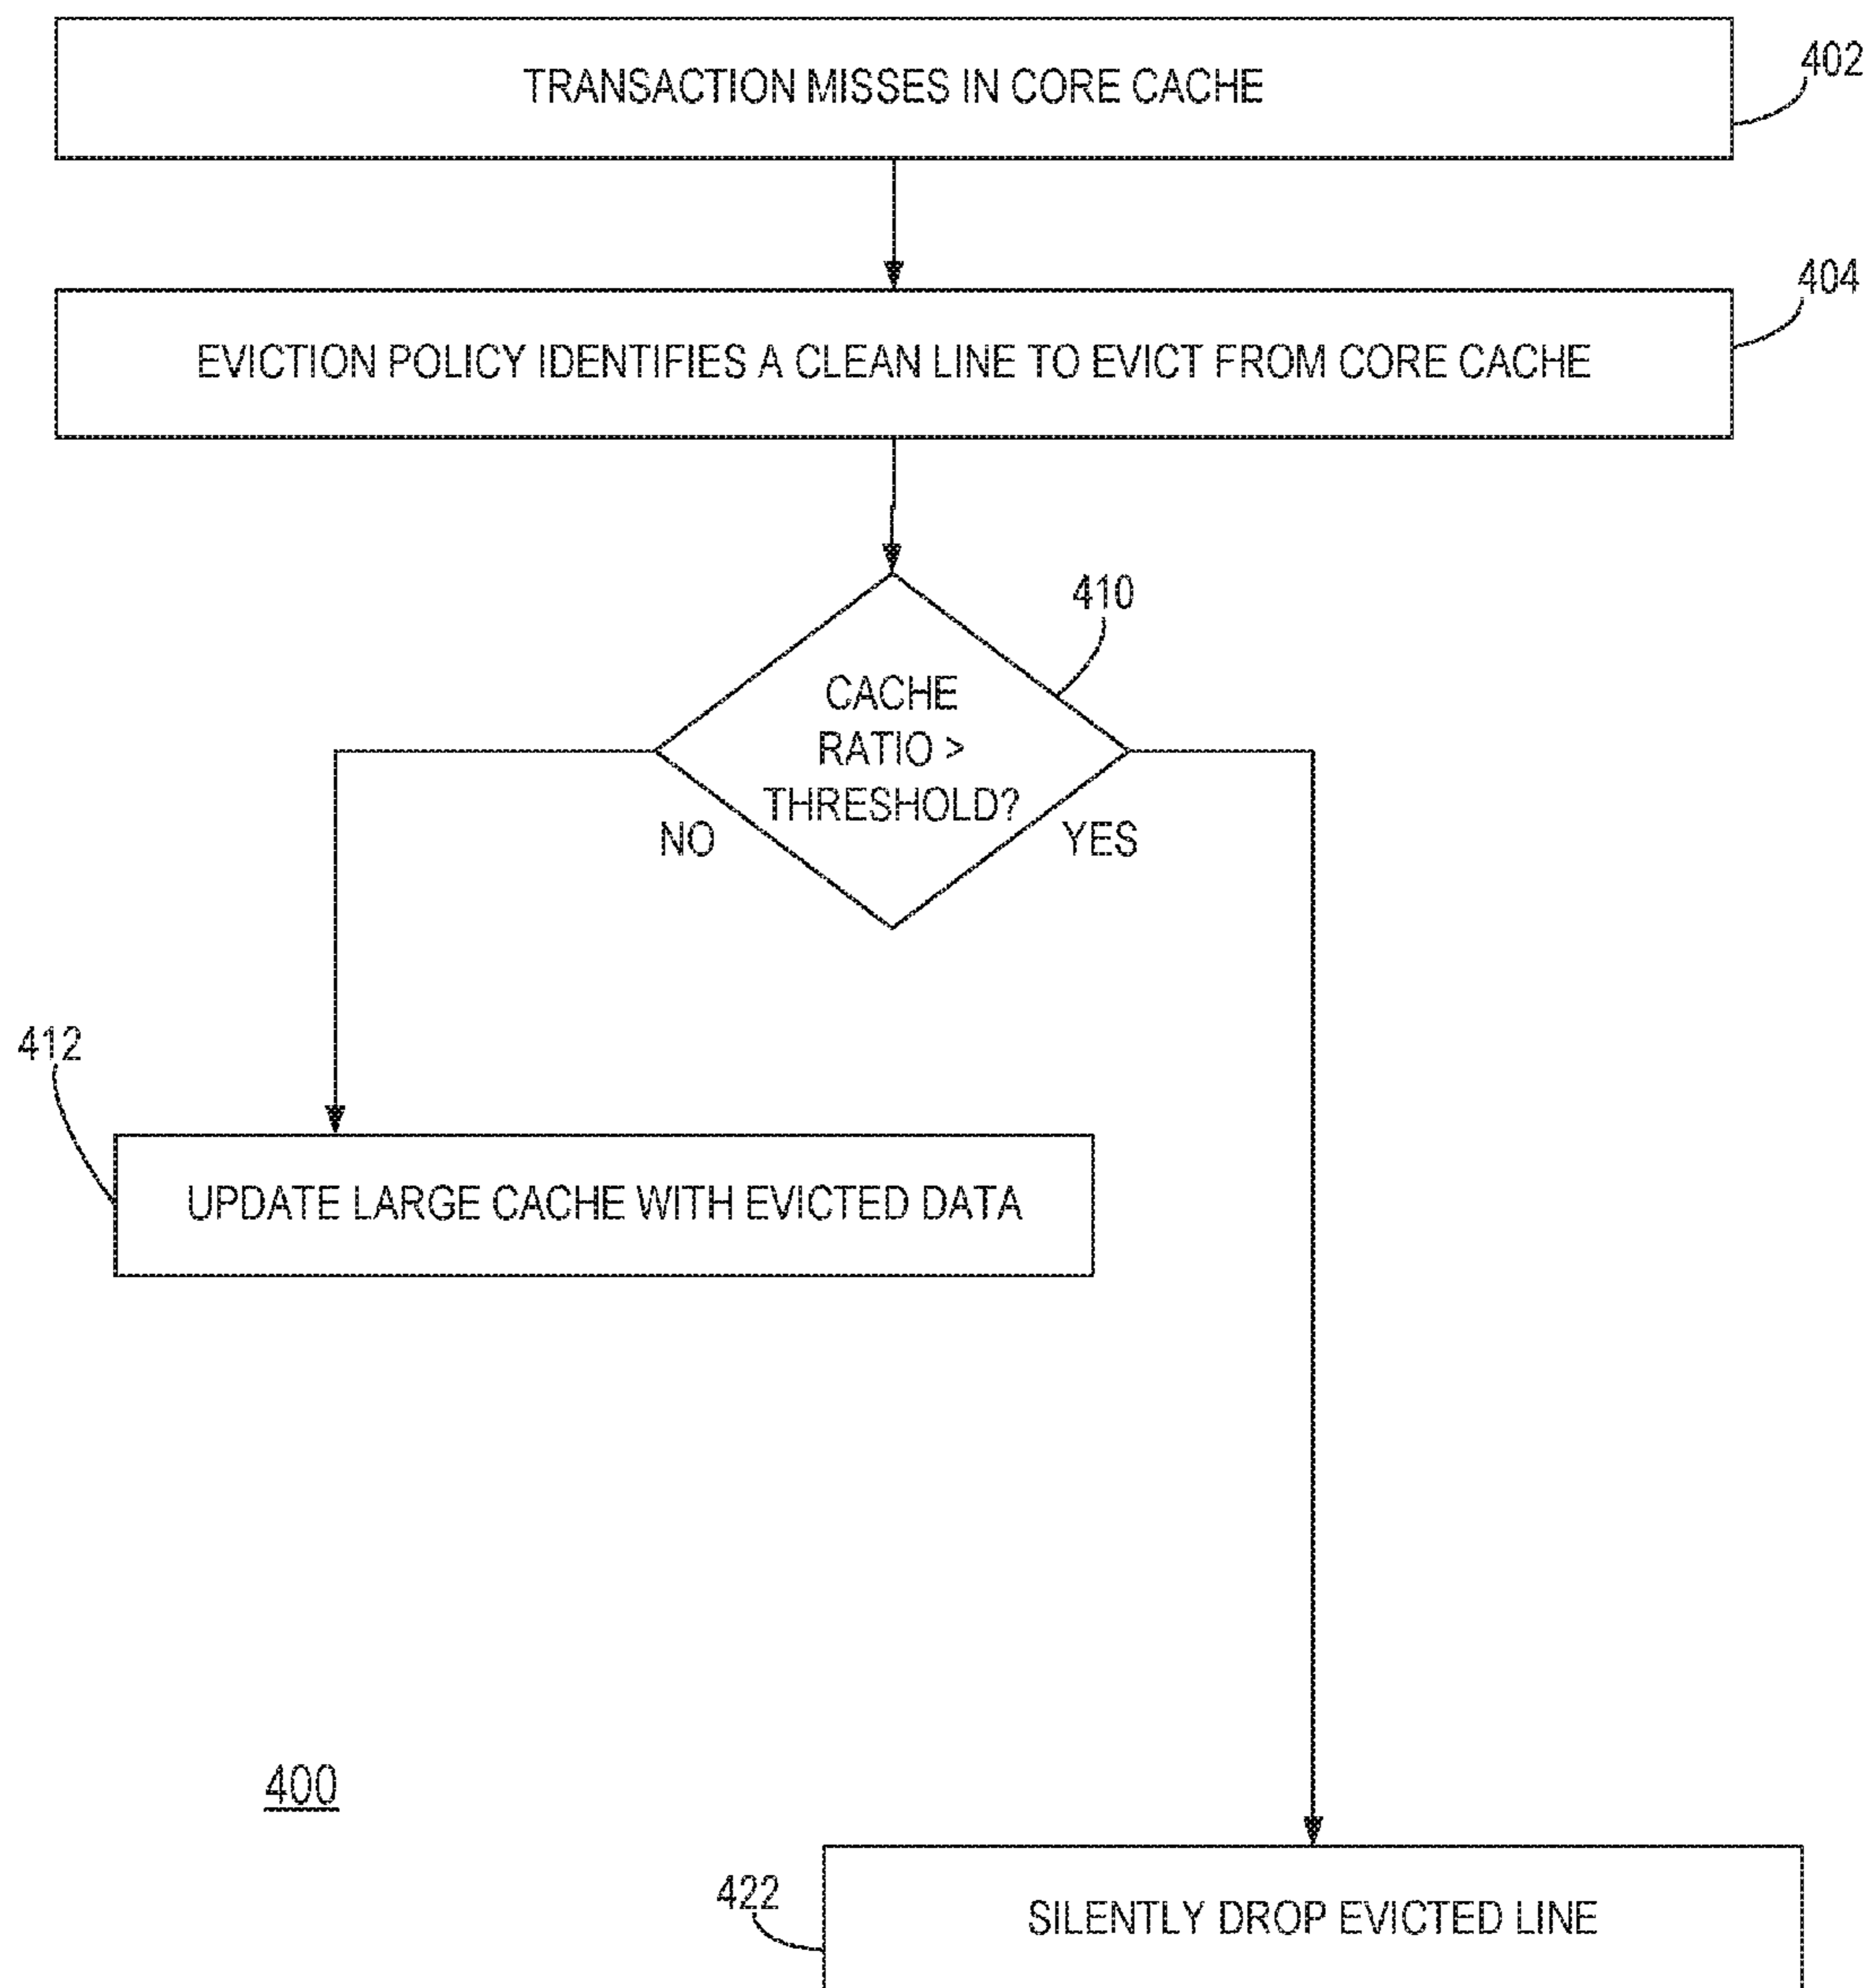 TRANSACTION MISSES IN CORE CACHE
402
EVICTION POLICY IDENTIFIES A CLEAN LINE TO EVICT FROM CORE CACHE
404
410
CACHE
RATIO >
THRESHOLD?
NO
YES
412
UPDATE LARGE CACHE WITH EVICTED DATA
400
422
SILENTLY DROP EVICTED LINE